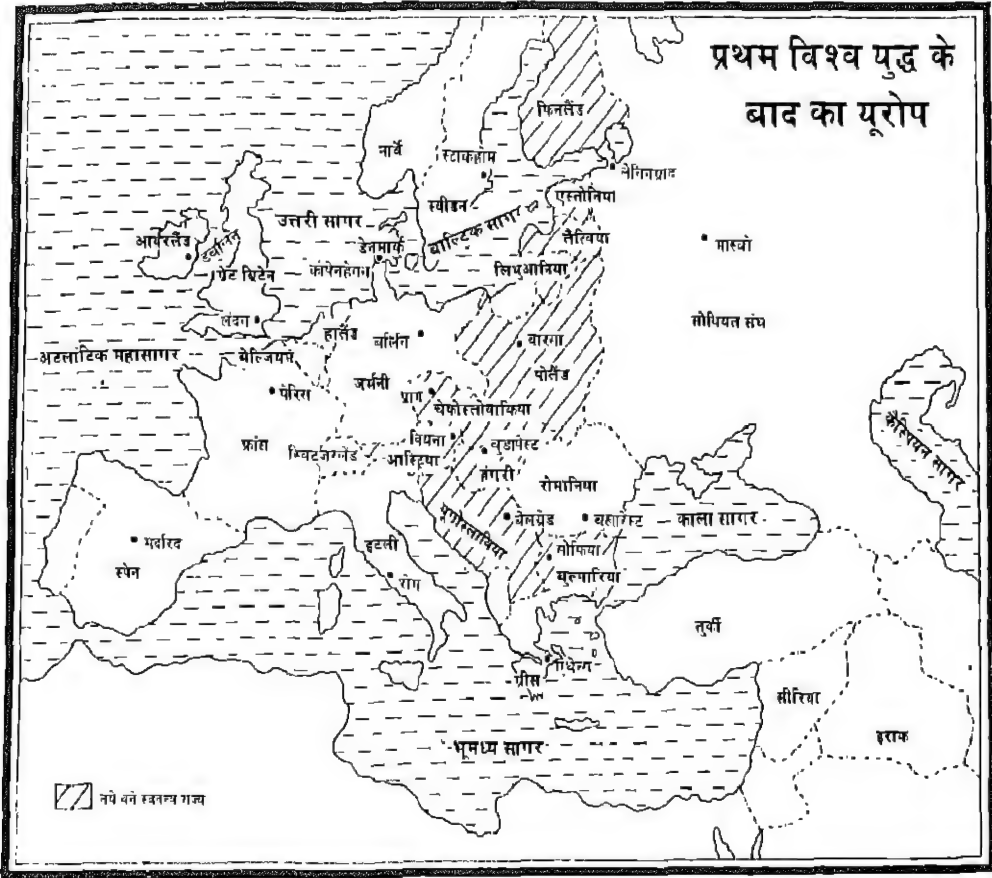 प्रथम विश्व युद्ध के
बाद का यूरोप
फिनलैंड
नार्वे
स्टाकहोम
लेनिनग्राद
स्वीडन
एस्तोनिया
उत्तरी सागर
बाल्टिक सागर
लैत्विया
आयरलैंड
डबलिन
डेनमार्क
मास्को
ग्रेट ब्रिटेन
कोपेनहेगन
लिथुआनिया
लंदन
हालैंड
बर्लिन
वारसा
सोवियत संघ
अटलांटिक महासागर
बेल्जियम
पेरिस
जर्मनी
प्राग
पोलैंड
चेकोस्लोवाकिया
कैस्पियन सागर
फ्रांस
स्विटजरलैंड
वियना
आस्ट्रिया
बुडापेस्ट
हंगरी
रोमानिया
मदरिद
स्पेन
इटली
यूगोस्लाविया
बेलग्रेड
बुखारेस्ट
काला सागर
सोफिया
रोम
बुल्गारिया
तुर्की
ग्रीस
एथेन्स
सीरिया
इराक
भूमध्य सागर
नये बने स्वतन्त्र राज्य